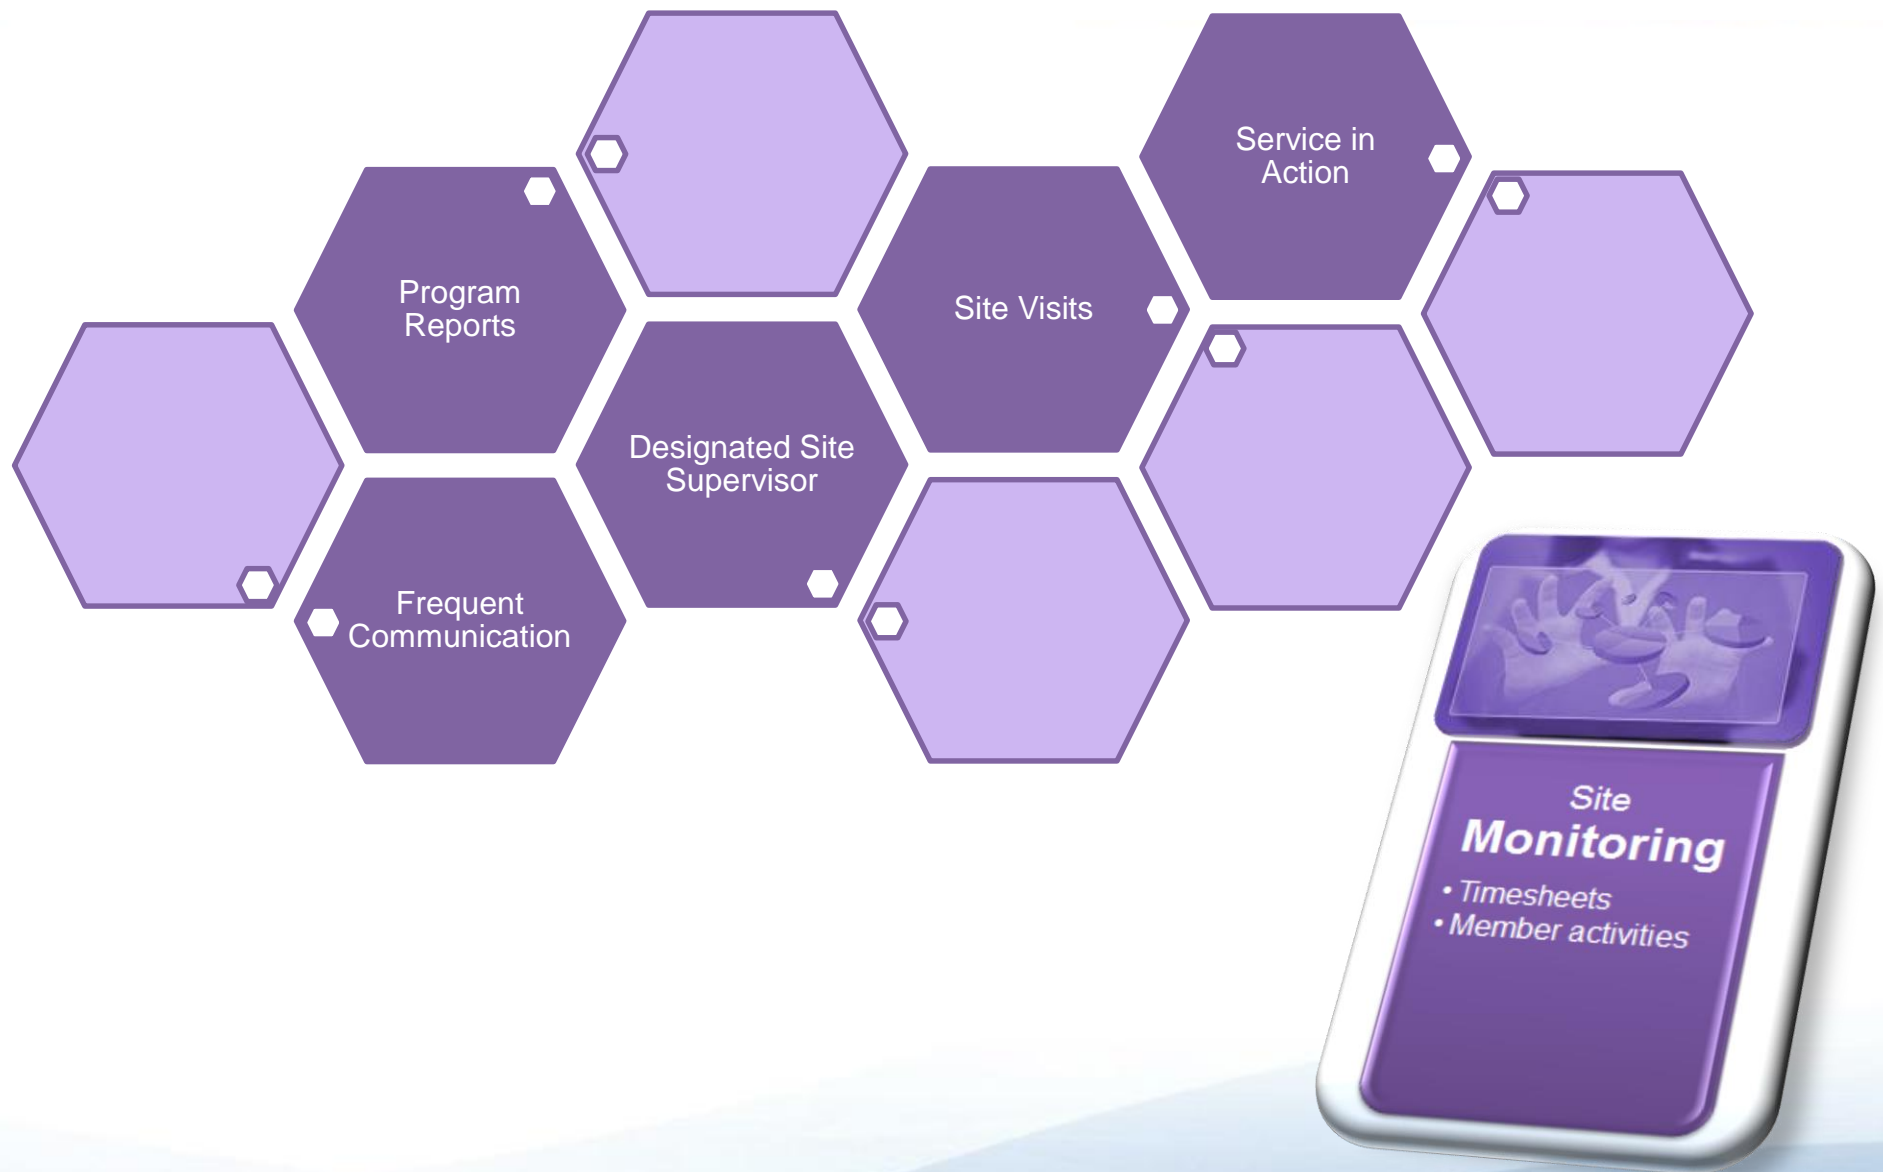 Service in
Action
Program
Reports
Site Visits
Designated Site
Supervisor
Frequent
Communication
Site
Monitoring
• Timesheets
• Member activities